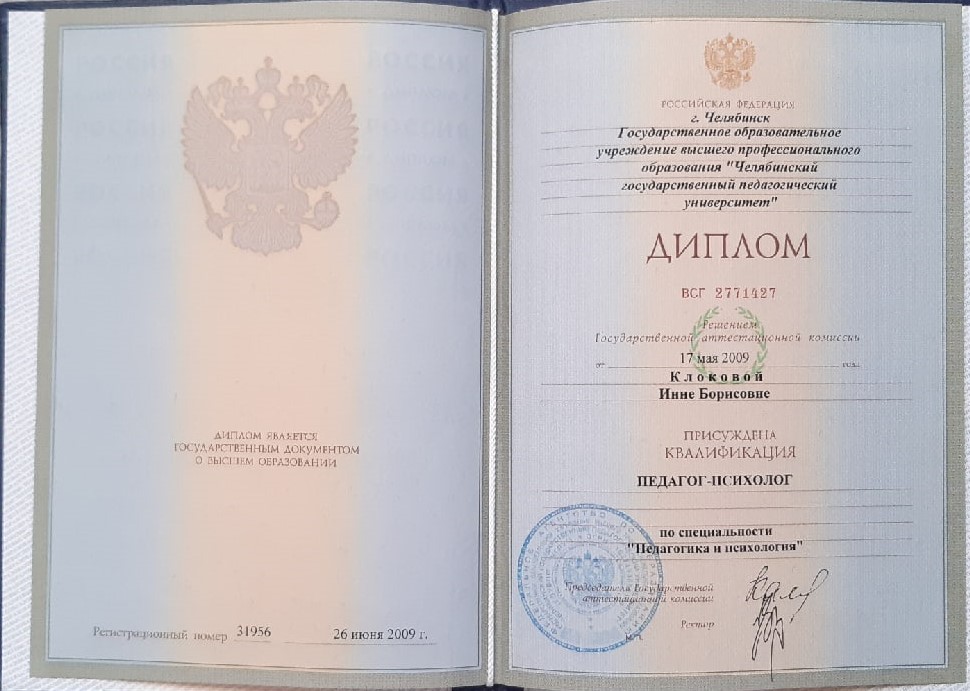 ДИПЛОМ ЯВЛЯЕТСЯ
ГОСУДАРСТВЕННЫМ ДОКУМЕНТОМ
О ВЫСШЕМ ОБРАЗОВАНИИ
Регистрационный номер 31956 26 июня 2009 г.
РОССИЙСКАЯ ФЕДЕРАЦИЯ
г. Челябинск
Государственное образовательное
учреждение высшего профессионального
образования "Челябинский
государственный педагогический
университет"
ДИПЛОМ
ВСГ 2771427
Решением
Государственной аттестационной комиссии
от 17 мая 2009 года
Клоковой
Инне Борисовне
ПРИСУЖДЕНА
КВАЛИФИКАЦИЯ
ПЕДАГОГ-ПСИХОЛОГ
по специальности
"Педагогика и психология"
Председатель Государственной
аттестационной комиссии
Ректор